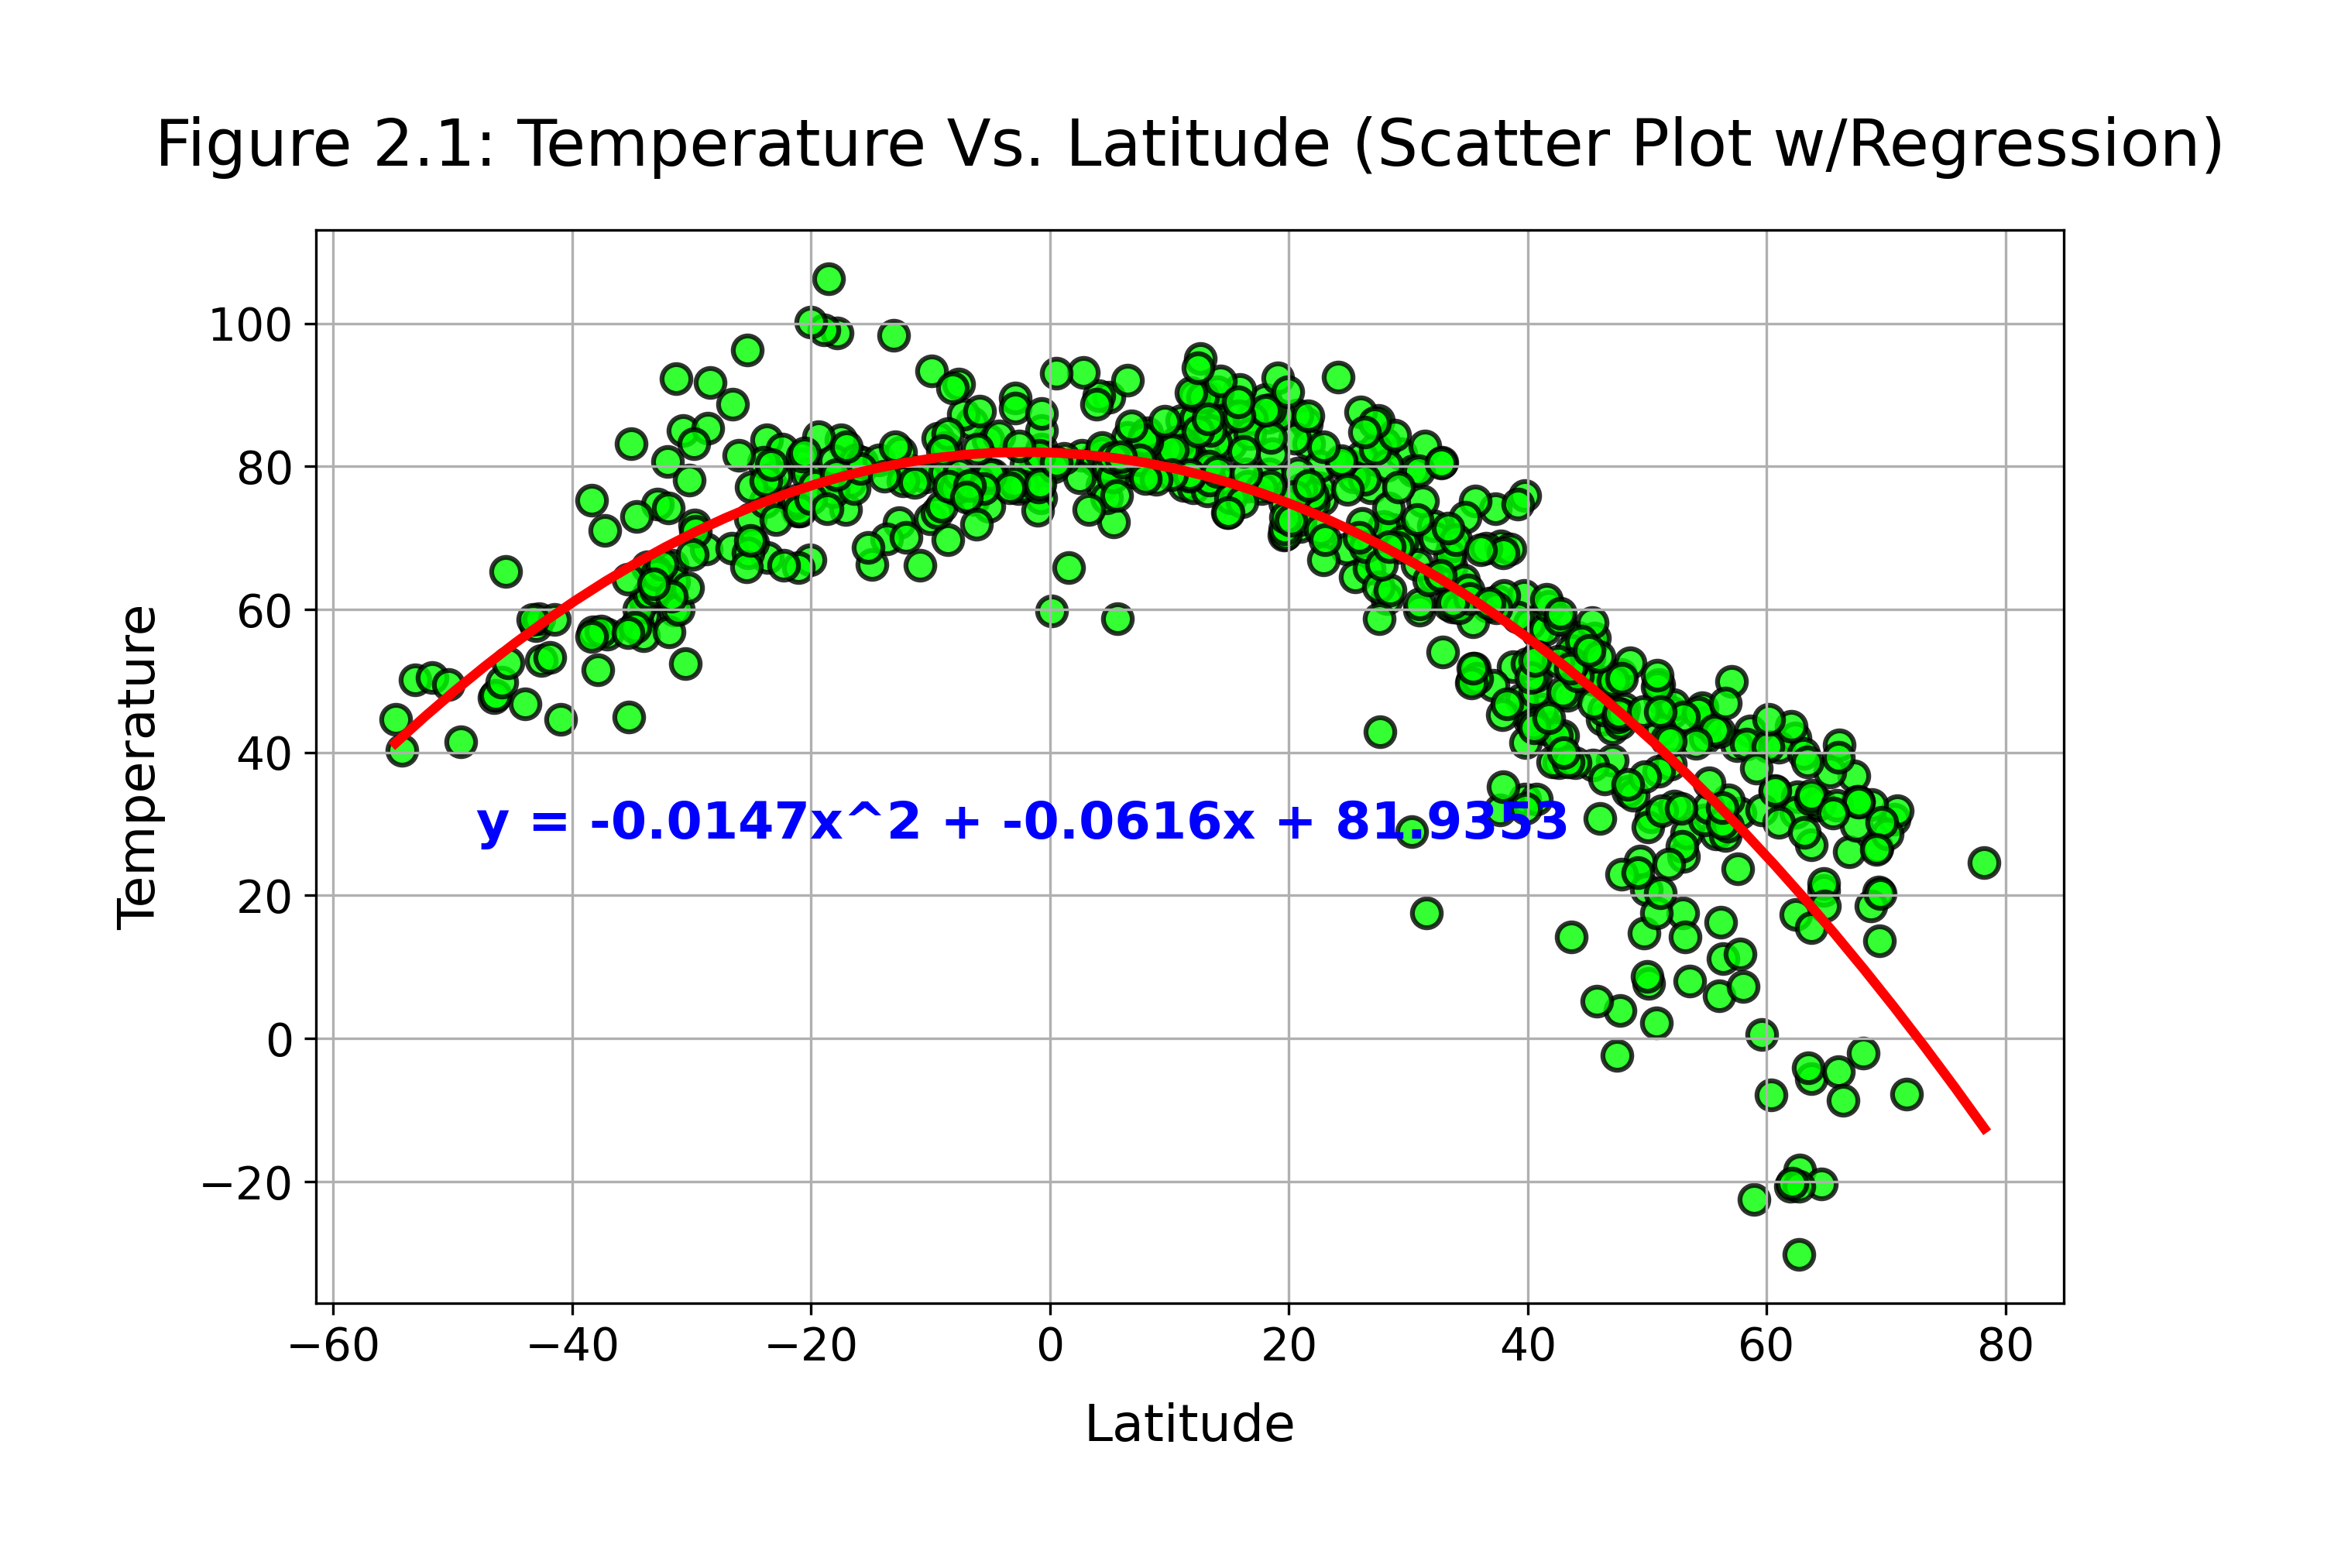 Figure 2.1: Temperature Vs. Latitude (Scatter Plot w/Regression)
Temperature
100
80
60
40
20
0
−20
y = -0.0147x^2 + -0.0616x + 81.9353
−60 −40 −20 0 20 40 60 80
Latitude